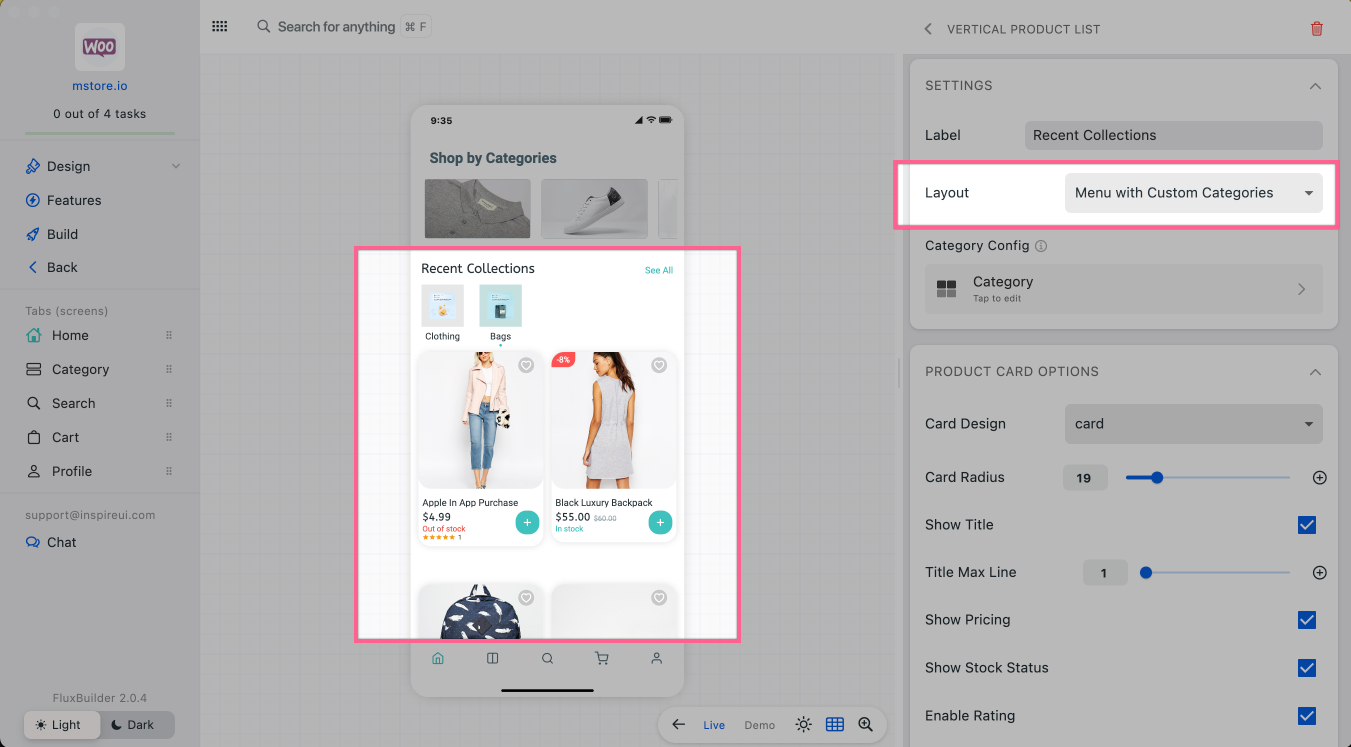 WOO
mstore.io
0 out of 4 tasks
Design
Features
Build
Back
Tabs (screens)
Home
Category
Search
Cart
Profile
support@inspireui.com
Chat
FluxBuilder 2.0.4
Light
Dark
Search for anything
⌘ F
9:35
Shop by Categories
Recent Collections
See All
Clothing
Bags
-8%
Apple In App Purchase
$4.99
Out of stock
1
Black Luxury Backpack
$55.00 $60.00
In stock
Live
Demo
VERTICAL PRODUCT LIST
SETTINGS
Label
Recent Collections
Layout
Menu with Custom Categories
Category Config
Category
Tap to edit
PRODUCT CARD OPTIONS
Card Design
card
Card Radius
19
Show Title
Title Max Line
1
Show Pricing
Show Stock Status
Enable Rating